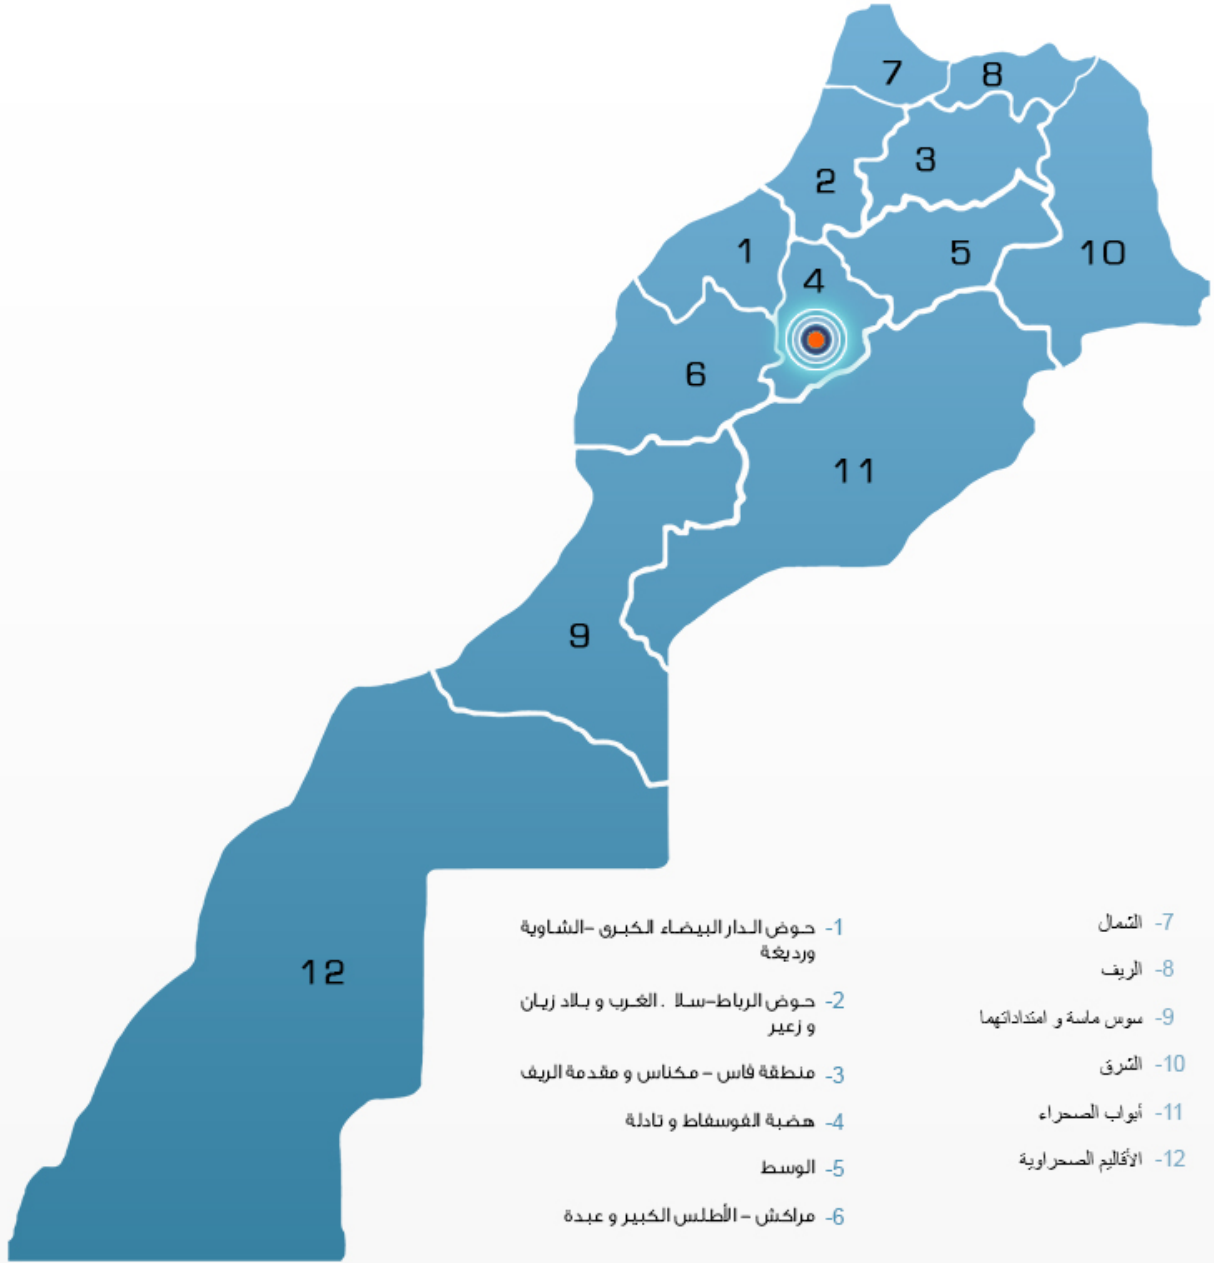 7
8
3
2
1
5
10
4
6
11
9
12
1- حوض الدار البيضاء الكبرى -الشاوية
ورديغة
2- حوض الرباط-سلا . الغرب و بلاد زيان
و زعير
3- منطقة فاس - مكناس و مقدمة الريف
4- هضبة الفوسفاط و تادلة
5- الوسط
6- مراكش - الأطلس الكبير و عبدة
7- الشمال
8- الريف
9- سوس ماسة و امتداداتهما
10- الشرق
11- أبواب الصحراء
12- الأقاليم الصحراوية